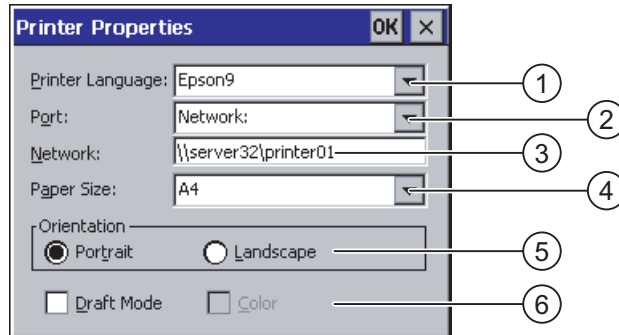 Printer Properties OK ×
Printer Language: Epson9 1
Port: Network: 2
Network: \\server32\printer01 3
Paper Size: A4 4
Orientation
Portrait Landscape 5
Draft Mode Color 6